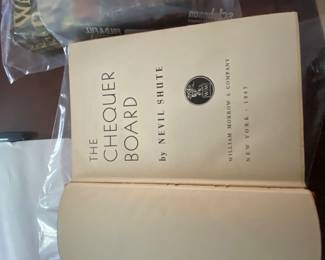 THE
CHEQUER
BOARD
by NEVIL SHUTE
WILLIAM MORROW & COMPANY
NEW YORK · 1947